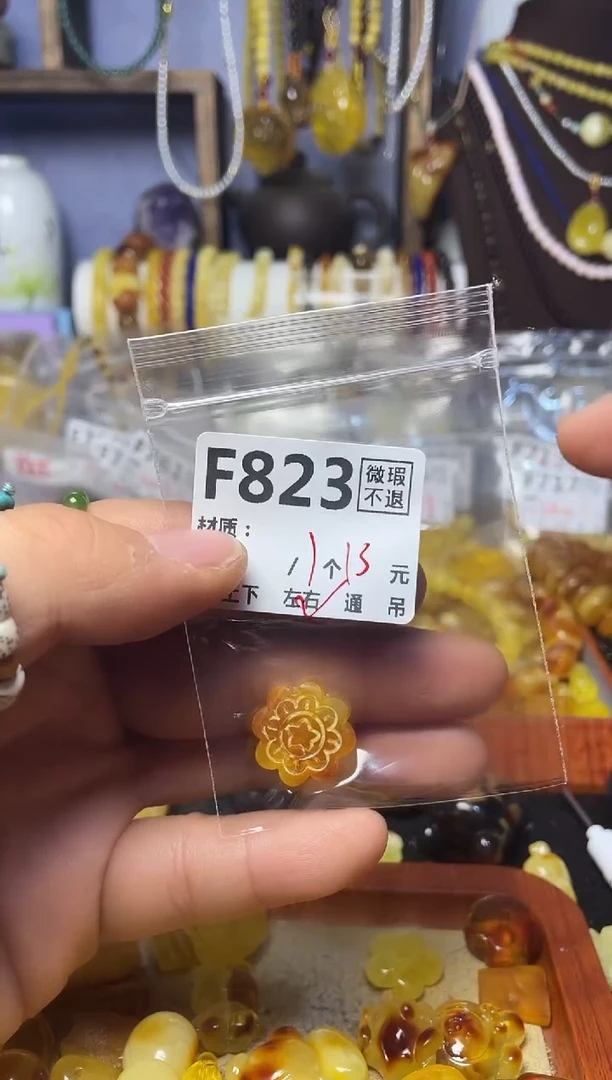 F823 微瑕
不退
材质：
/1个 13 元
上下 左右 通 吊